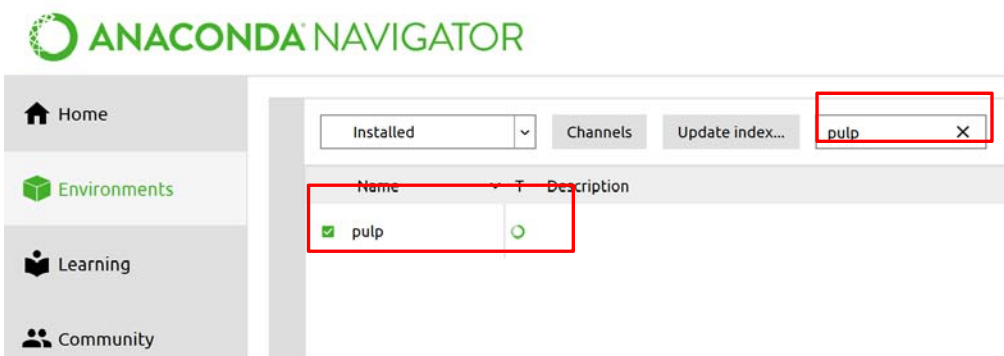 ANACONDA NAVIGATOR
Home
Installed
Channels
Update index...
pulp
Environments
Name
T
Description
pulp
Learning
Community